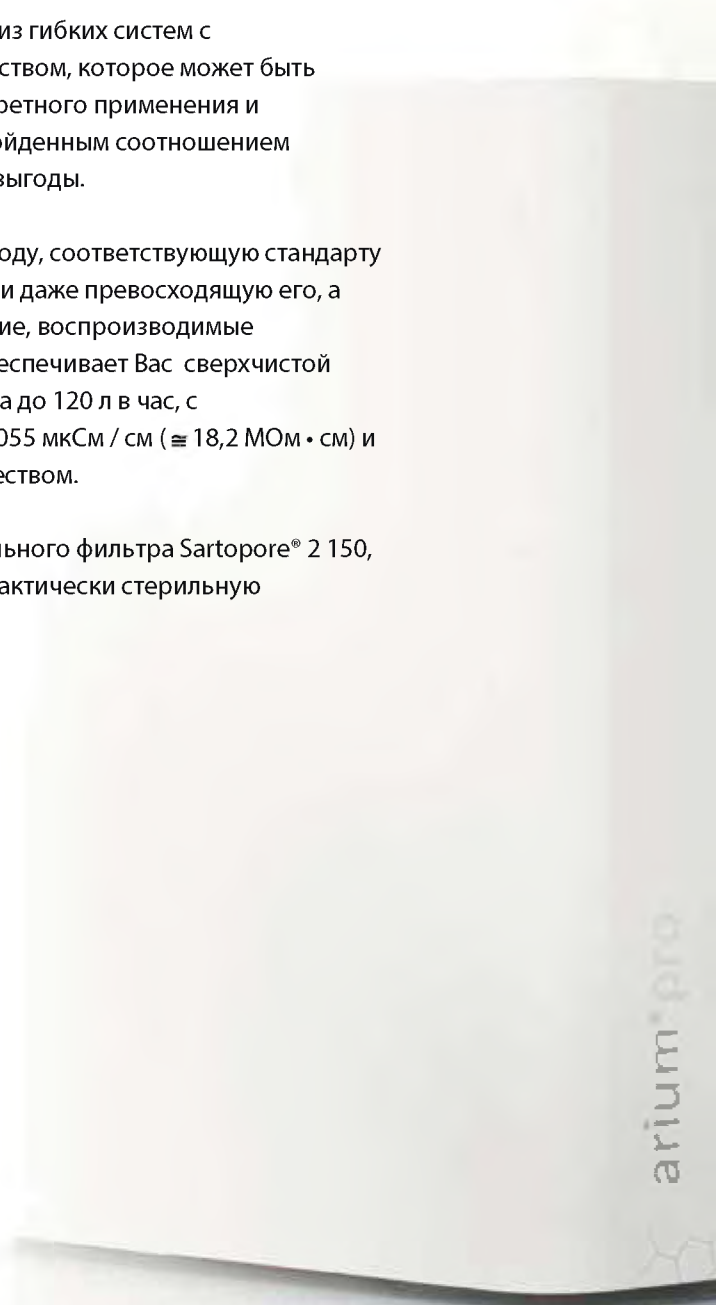 из гибких систем с
ством, которое может быть
ретного применения и
йденным соотношением
выгоды.
оду, соответствующую стандарту
и даже превосходящую его, а
ие, воспроизводимые
еспечивает Вас сверхчистой
а до 120 л в час, с
055 мкСм / см ( ≅ 18,2 МОм • см) и
еством.
ьного фильтра Sartopore® 2 150,
актически стерильную
arium® pro